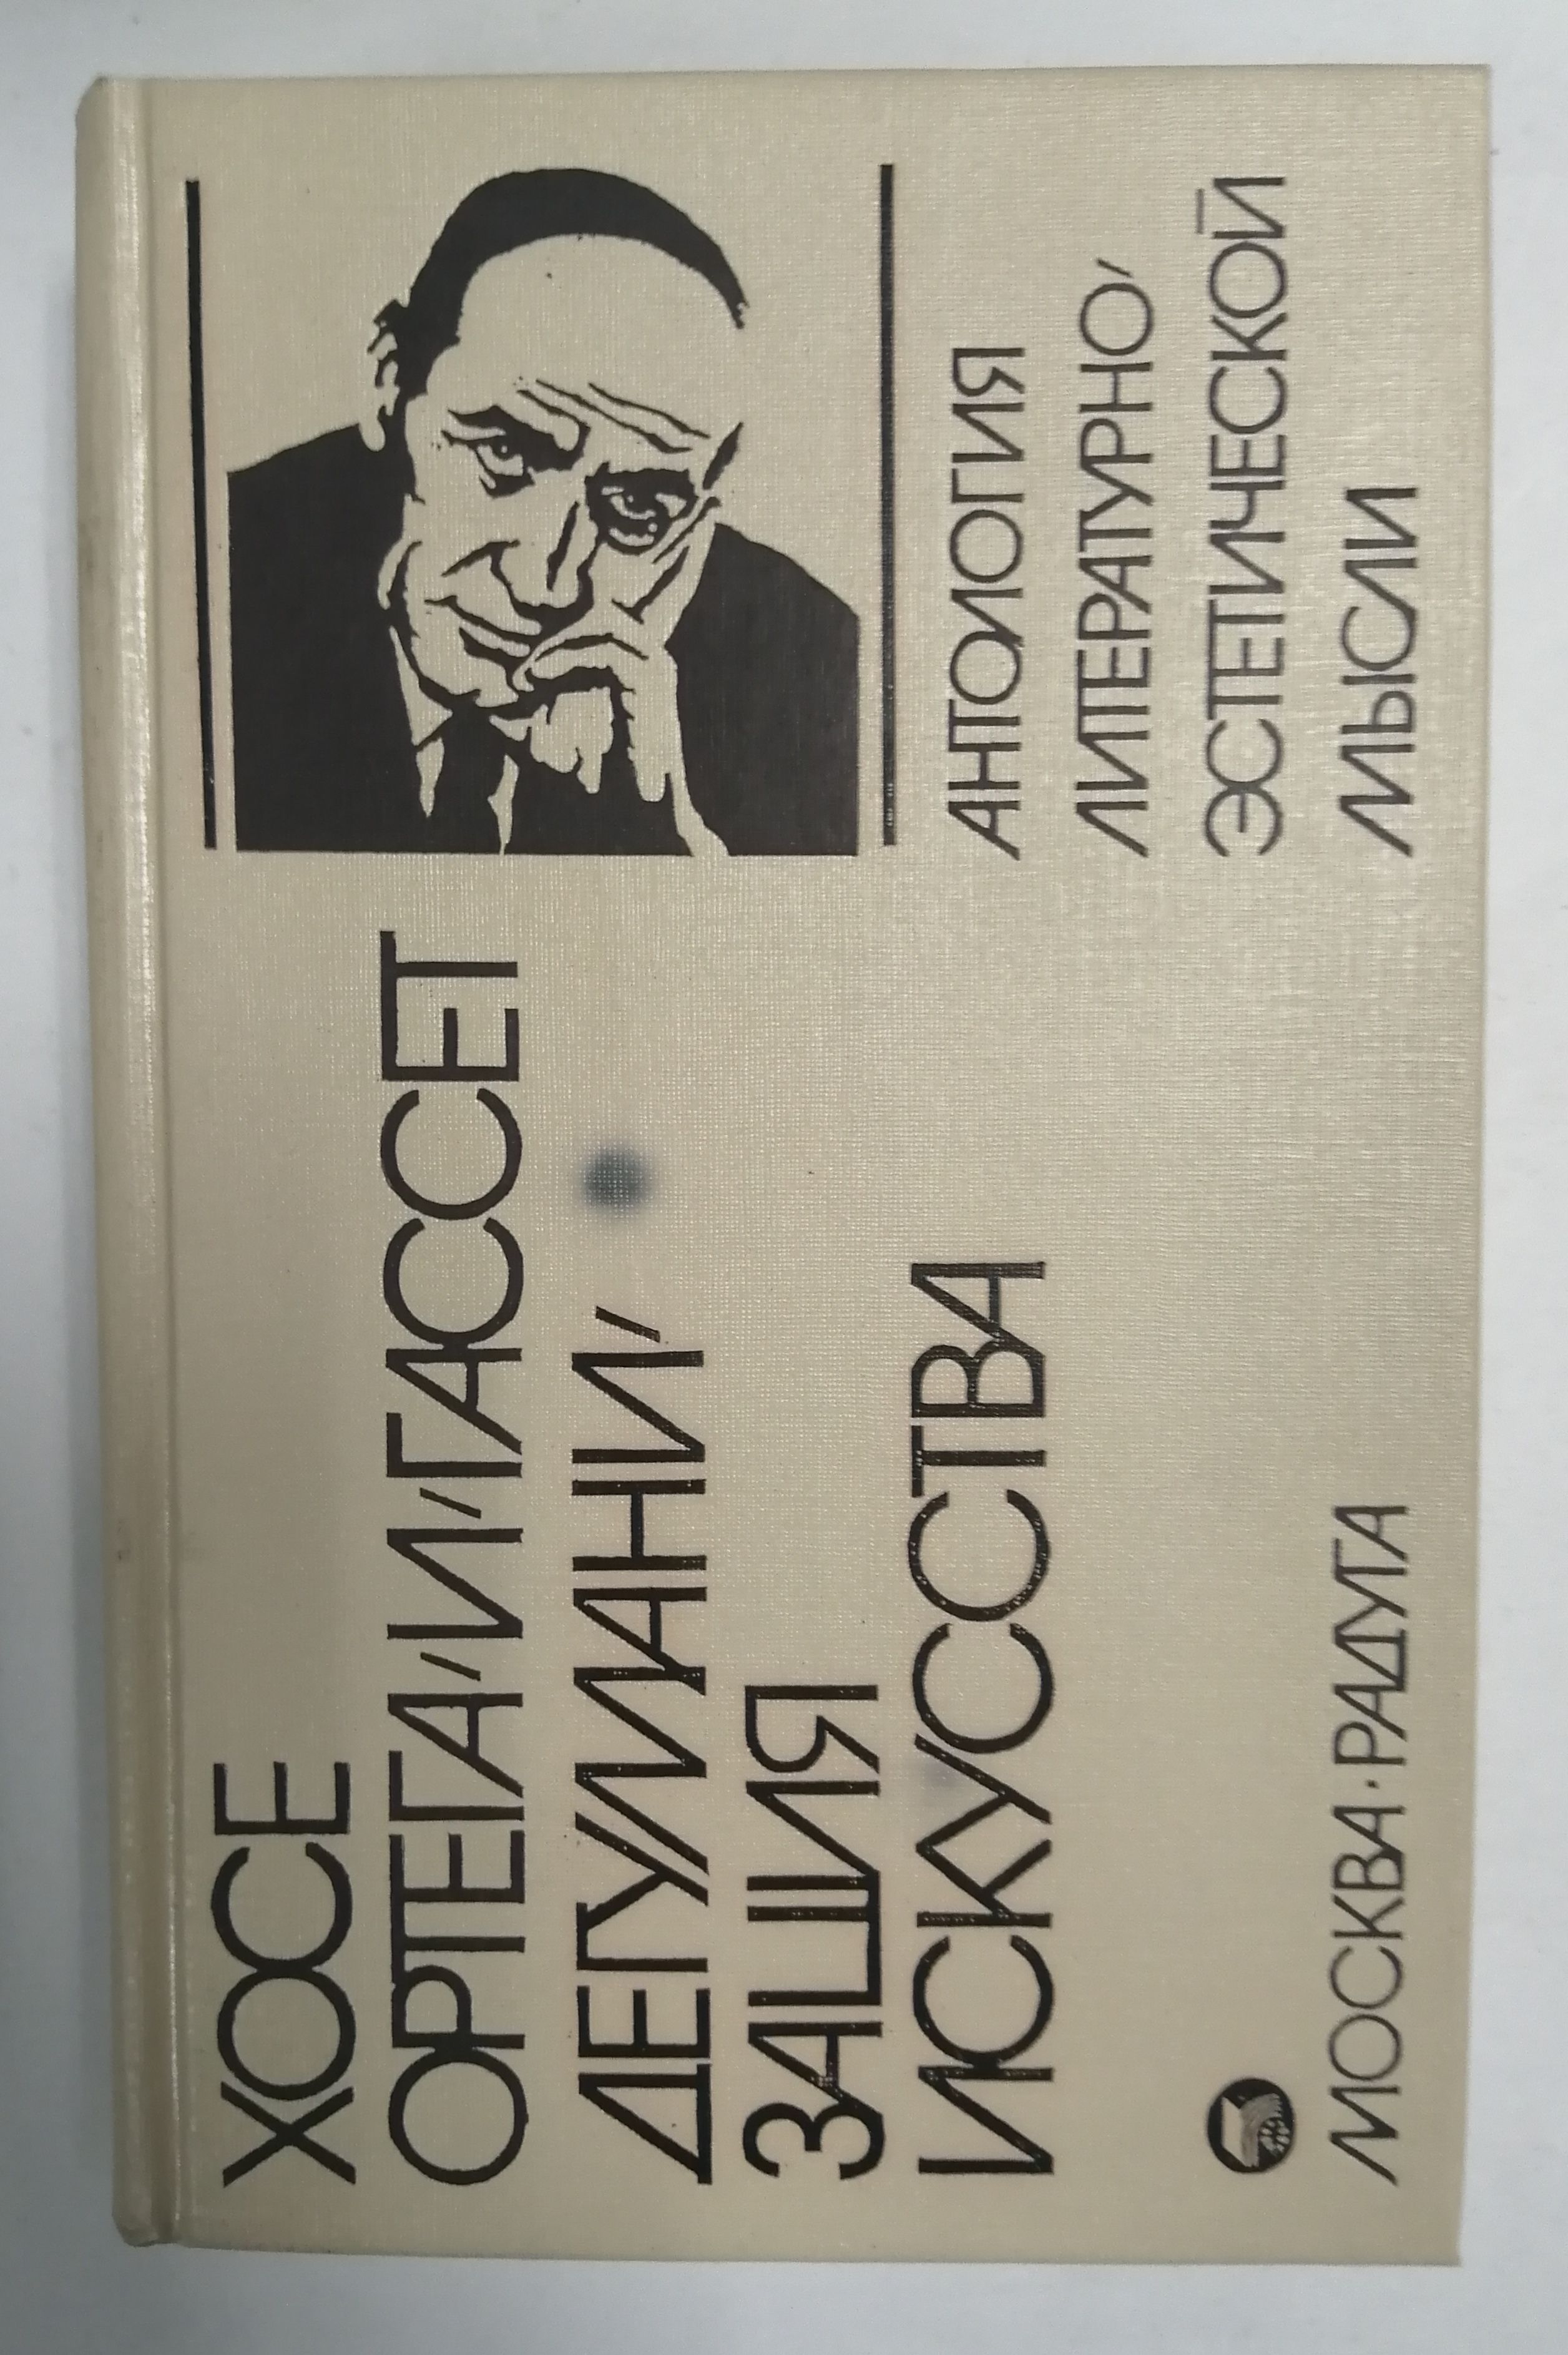 ХОСЕ
ОРТЕГА-И-ГАССЕТ
ДЕГУМАНИ-
ЗАЦИЯ
ИСКУССТВА
МОСКВА·РАДУГА
АНТОЛОГИЯ
ЛИТЕРАТУРНО-
ЭСТЕТИЧЕСКОЙ
МЫСЛИ